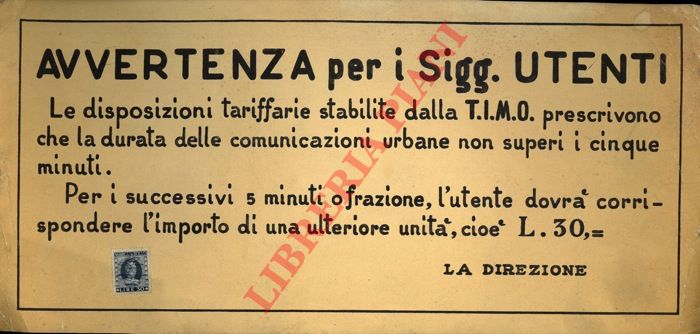 AVVERTENZA per i Sigg. UTENTI
Le disposizioni tariffarie stabilite dalla T.I.M.O. prescrivono
che la durata delle comunicazioni urbane non superi i cinque
minuti.
Per i successivi 5 minuti o frazione, l'utente dovrà corri-
spondere l'importo di una ulteriore unità, cioè L. 30,=
LA DIREZIONE
LIRE 50
LIBRERIA PIANI